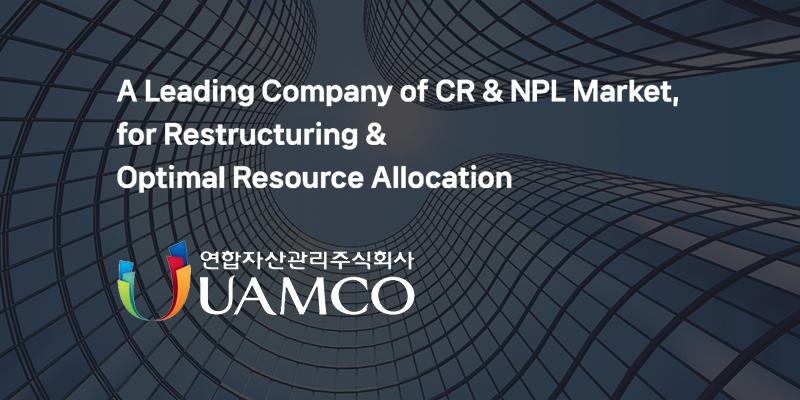 A Leading Company of CR & NPL Market,
for Restructuring &
Optimal Resource Allocation
연합자산관리주식회사
UAMCO